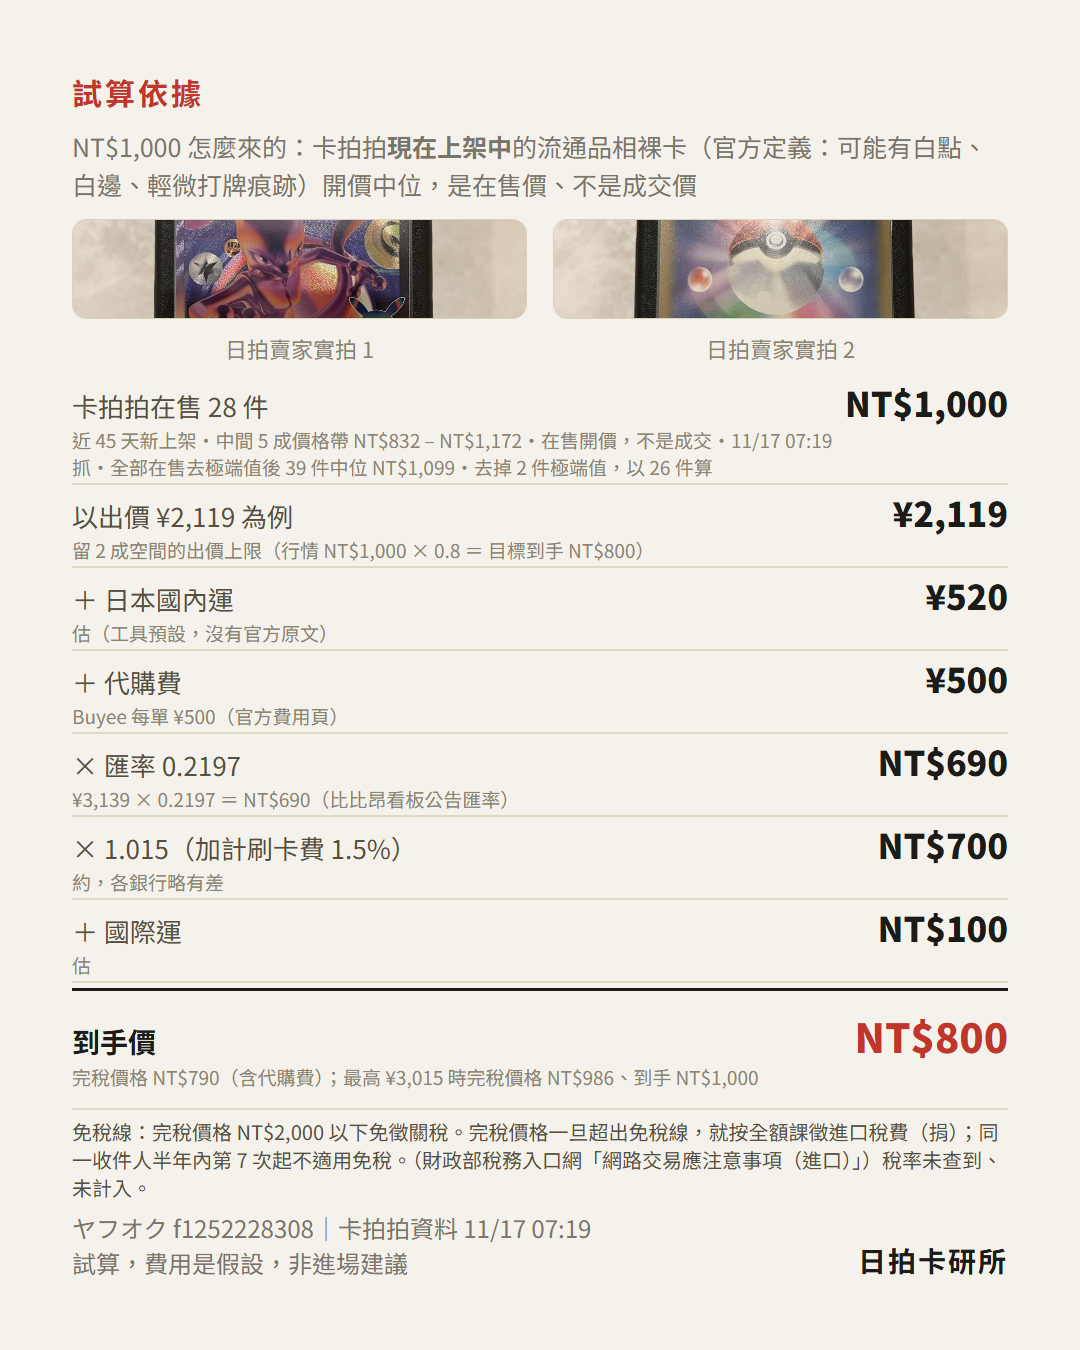 試算依據
NT$1,000 怎麼來的：卡拍拍現在上架中的流通品相裸卡（官方定義：可能有白點、
白邊、輕微打牌痕跡）開價中位，是在售價、不是成交價
日拍賣家實拍 1
日拍賣家實拍 2
卡拍拍在售 28 件
NT$1,000
近 45 天新上架・中間 5 成價格帶 NT$832 – NT$1,172・在售開價，不是成交・11/17 07:19
抓・全部在售去極端值後 39 件中位 NT$1,099・去掉 2 件極端值，以 26 件算
以出價 ¥2,119 為例
¥2,119
留 2 成空間的出價上限（行情 NT$1,000 × 0.8 ＝ 目標到手 NT$800）
＋ 日本國內運
¥520
估（工具預設，沒有官方原文）
＋ 代購費
¥500
Buyee 每單 ¥500（官方費用頁）
× 匯率 0.2197
NT$690
¥3,139 × 0.2197 ＝ NT$690（比比昂看板公告匯率）
× 1.015（加計刷卡費 1.5%）
NT$700
約，各銀行略有差
＋ 國際運
NT$100
估
到手價
NT$800
完稅價格 NT$790（含代購費）；最高 ¥3,015 時完稅價格 NT$986、到手 NT$1,000
免稅線：完稅價格 NT$2,000 以下免徵關稅。完稅價格一旦超出免稅線，就按全額課徵進口稅費（捐）；同
一收件人半年內第 7 次起不適用免稅。（財政部稅務入口網「網路交易應注意事項（進口）」）稅率未查到、
未計入。
ヤフオク f1252228308｜卡拍拍資料 11/17 07:19
試算，費用是假設，非進場建議
日拍卡研所